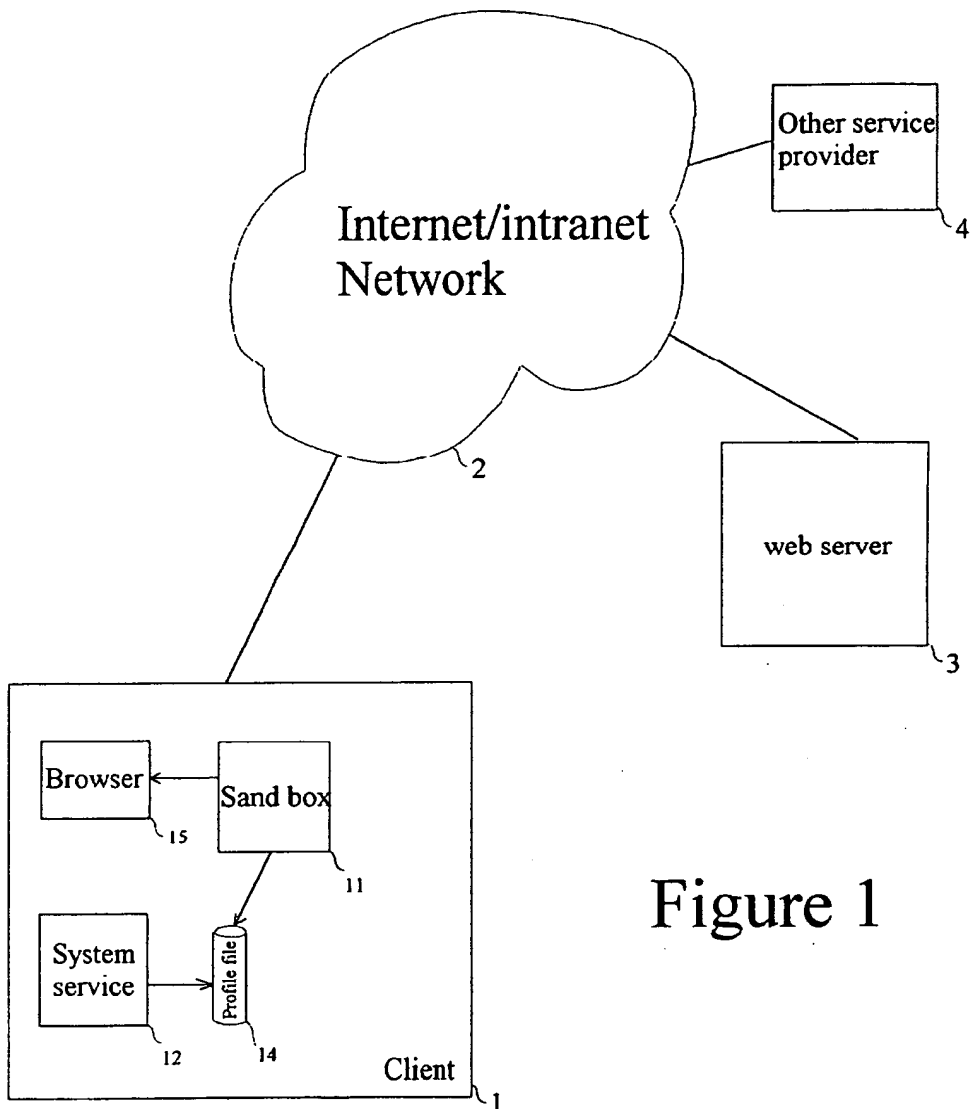 Other service
provider
4
Internet/intranet
Network
2
web server
3
Browser
15
Sand box
11
System
service
12
Profile file
14
Client
1
Figure 1